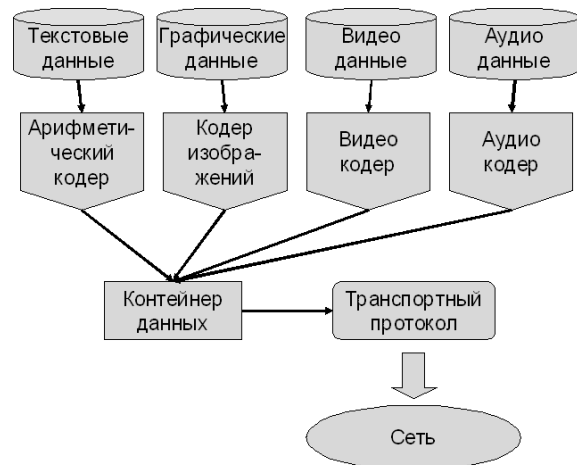 Текстовые
данные
Графические
данные
Видео
данные
Аудио
данные
Арифмети-
ческий
кодер
Кодер
изобра-
жений
Видео
кодер
Аудио
кодер
Контейнер
данных
Транспортный
протокол
Сеть